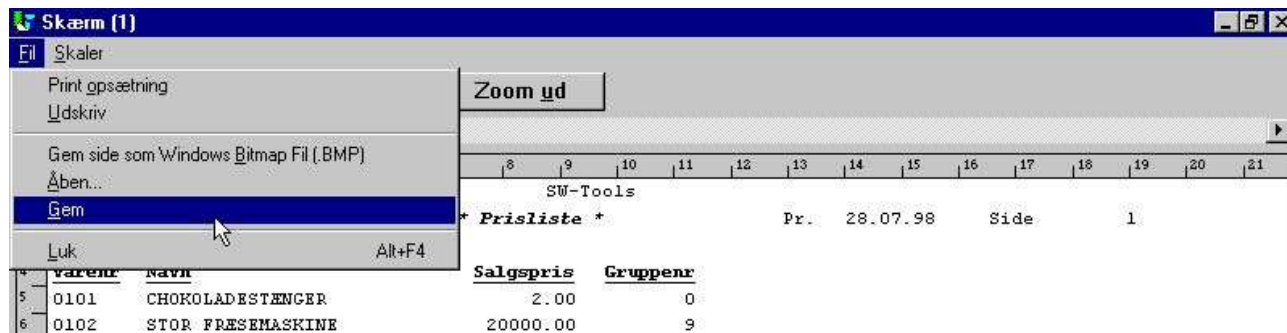 Skærm (1)
Fil Skaler
Print opsætning
Udskriv
Zoom ud
Gem side som Windows Bitmap Fil (.BMP)
Åben...
Gem
Luk Alt+F4
8 9 10 11 12 13 14 15 16 17 18 19 20 21
SW-Tools
* Prisliste * Pr. 28.07.98 Side 1
4 Varenr Navn Salgspris Gruppenr
5 0101 CHOKOLADESTÆNGER 2.00 0
6 0102 STOR FRÆSEMASKINE 20000.00 9